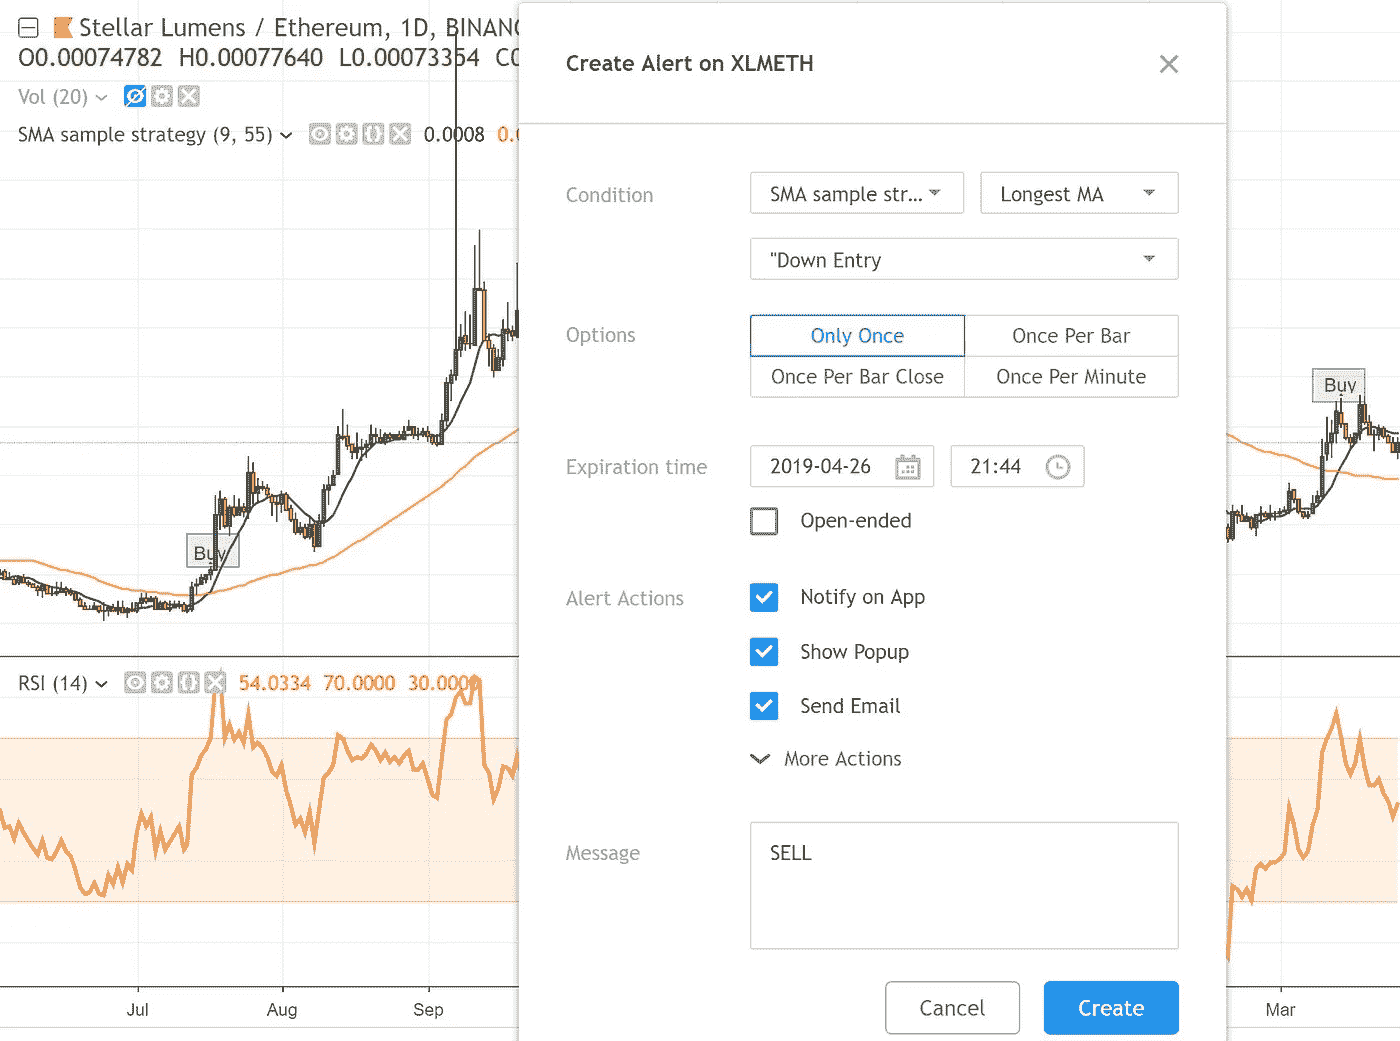 Stellar Lumens / Ethereum, 1D, BINANC
O0.00074782 H0.00077640 L0.00073354 C0
Vol (20)
SMA sample strategy (9, 55) 0.0008 0.0
Buy
RSI (14) 54.0334 70.0000 30.0000
Jul Aug Sep
Create Alert on XLMETH
Condition SMA sample str... Longest MA
"Down Entry
Options Only Once Once Per Bar
Once Per Bar Close Once Per Minute
Expiration time 2019-04-26 21:44
Open-ended
Alert Actions Notify on App
Show Popup
Send Email
More Actions
Message SELL
Cancel Create
Buy
Mar